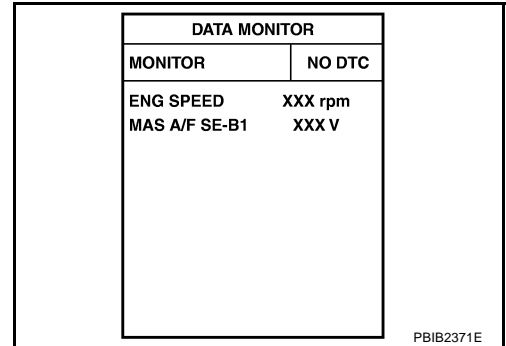 DATA MONITOR
MONITOR NO DTC
ENG SPEED XXX rpm
MAS A/F SE-B1 XXX V
PBIB2371E